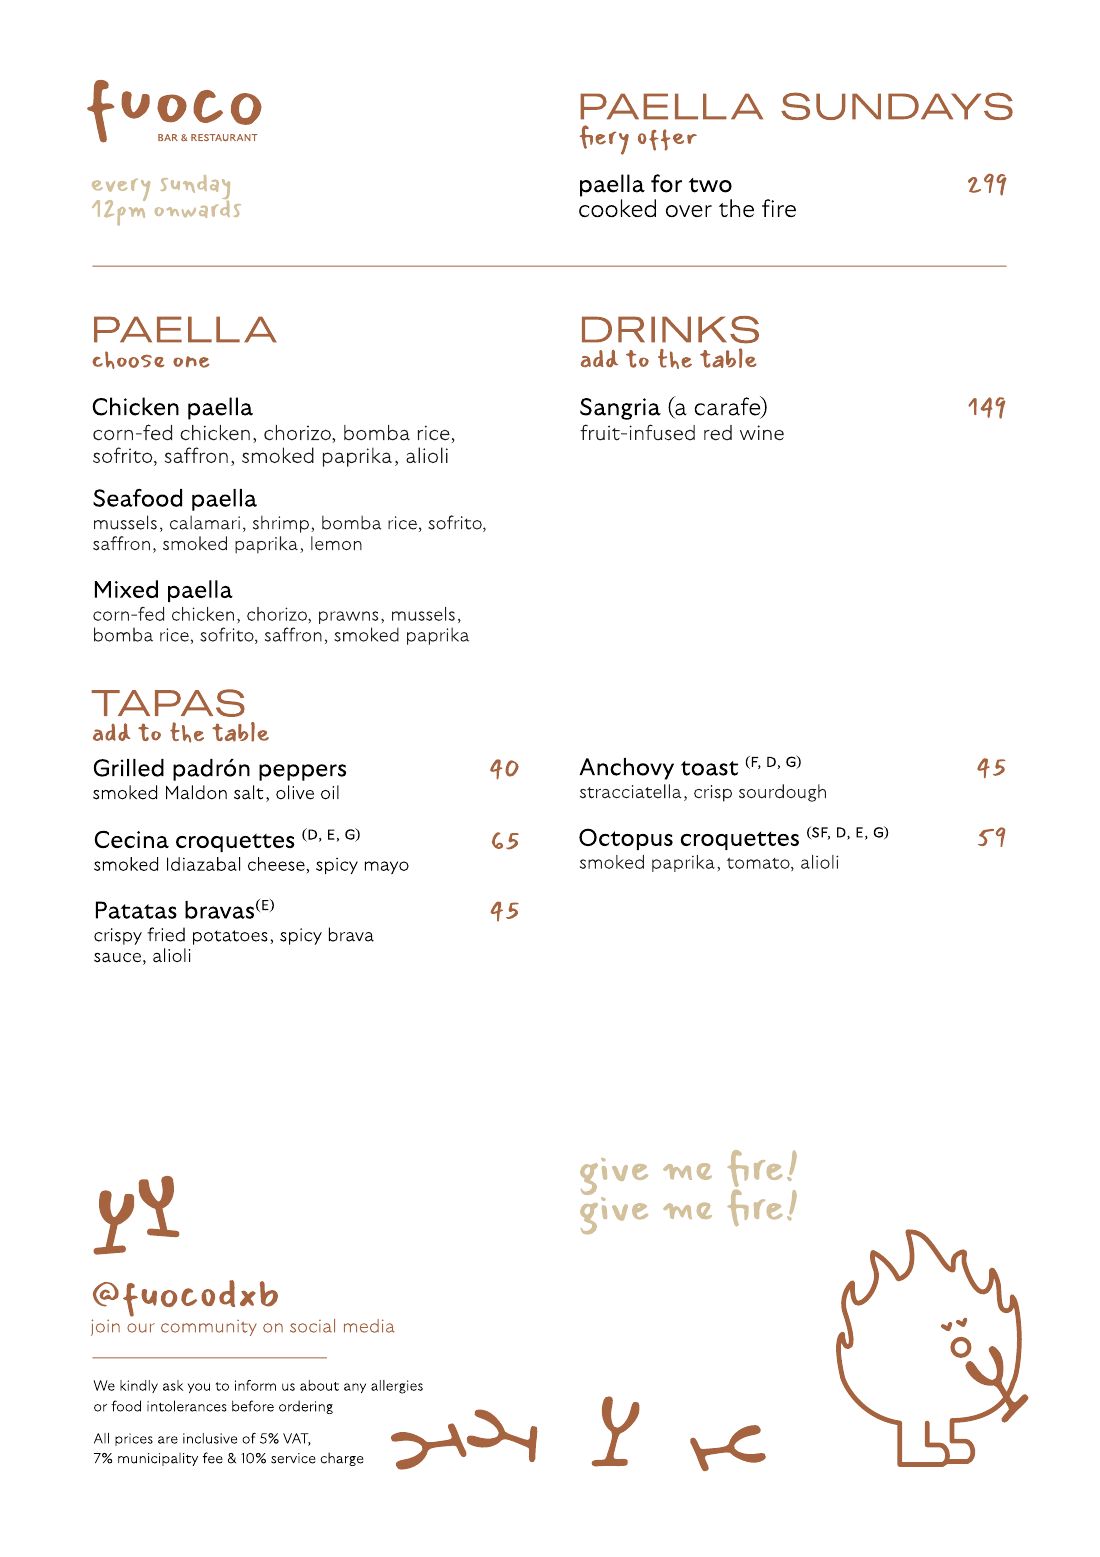 fuoco
BAR & RESTAURANT
every sunday
12pm onwards
PAELLA SUNDAYS
fiery offer
paella for two 299
cooked over the fire
PAELLA
choose one
Chicken paella
corn-fed chicken, chorizo, bomba rice,
sofrito, saffron, smoked paprika, alioli
Seafood paella
mussels, calamari, shrimp, bomba rice, sofrito,
saffron, smoked paprika, lemon
Mixed paella
corn-fed chicken, chorizo, prawns, mussels,
bomba rice, sofrito, saffron, smoked paprika
DRINKS
add to the table
Sangria (a carafe) 149
fruit-infused red wine
TAPAS
add to the table
Grilled padrón peppers 40
smoked Maldon salt, olive oil
Cecina croquettes (D, E, G) 65
smoked Idiazabal cheese, spicy mayo
Patatas bravas(E) 45
crispy fried potatoes, spicy brava
sauce, alioli
Anchovy toast (F, D, G) 45
stracciatella, crisp sourdough
Octopus croquettes (SF, D, E, G) 59
smoked paprika, tomato, alioli
give me fire!
give me fire!
@fuocodxb
join our community on social media
We kindly ask you to inform us about any allergies
or food intolerances before ordering
All prices are inclusive of 5% VAT,
7% municipality fee & 10% service charge